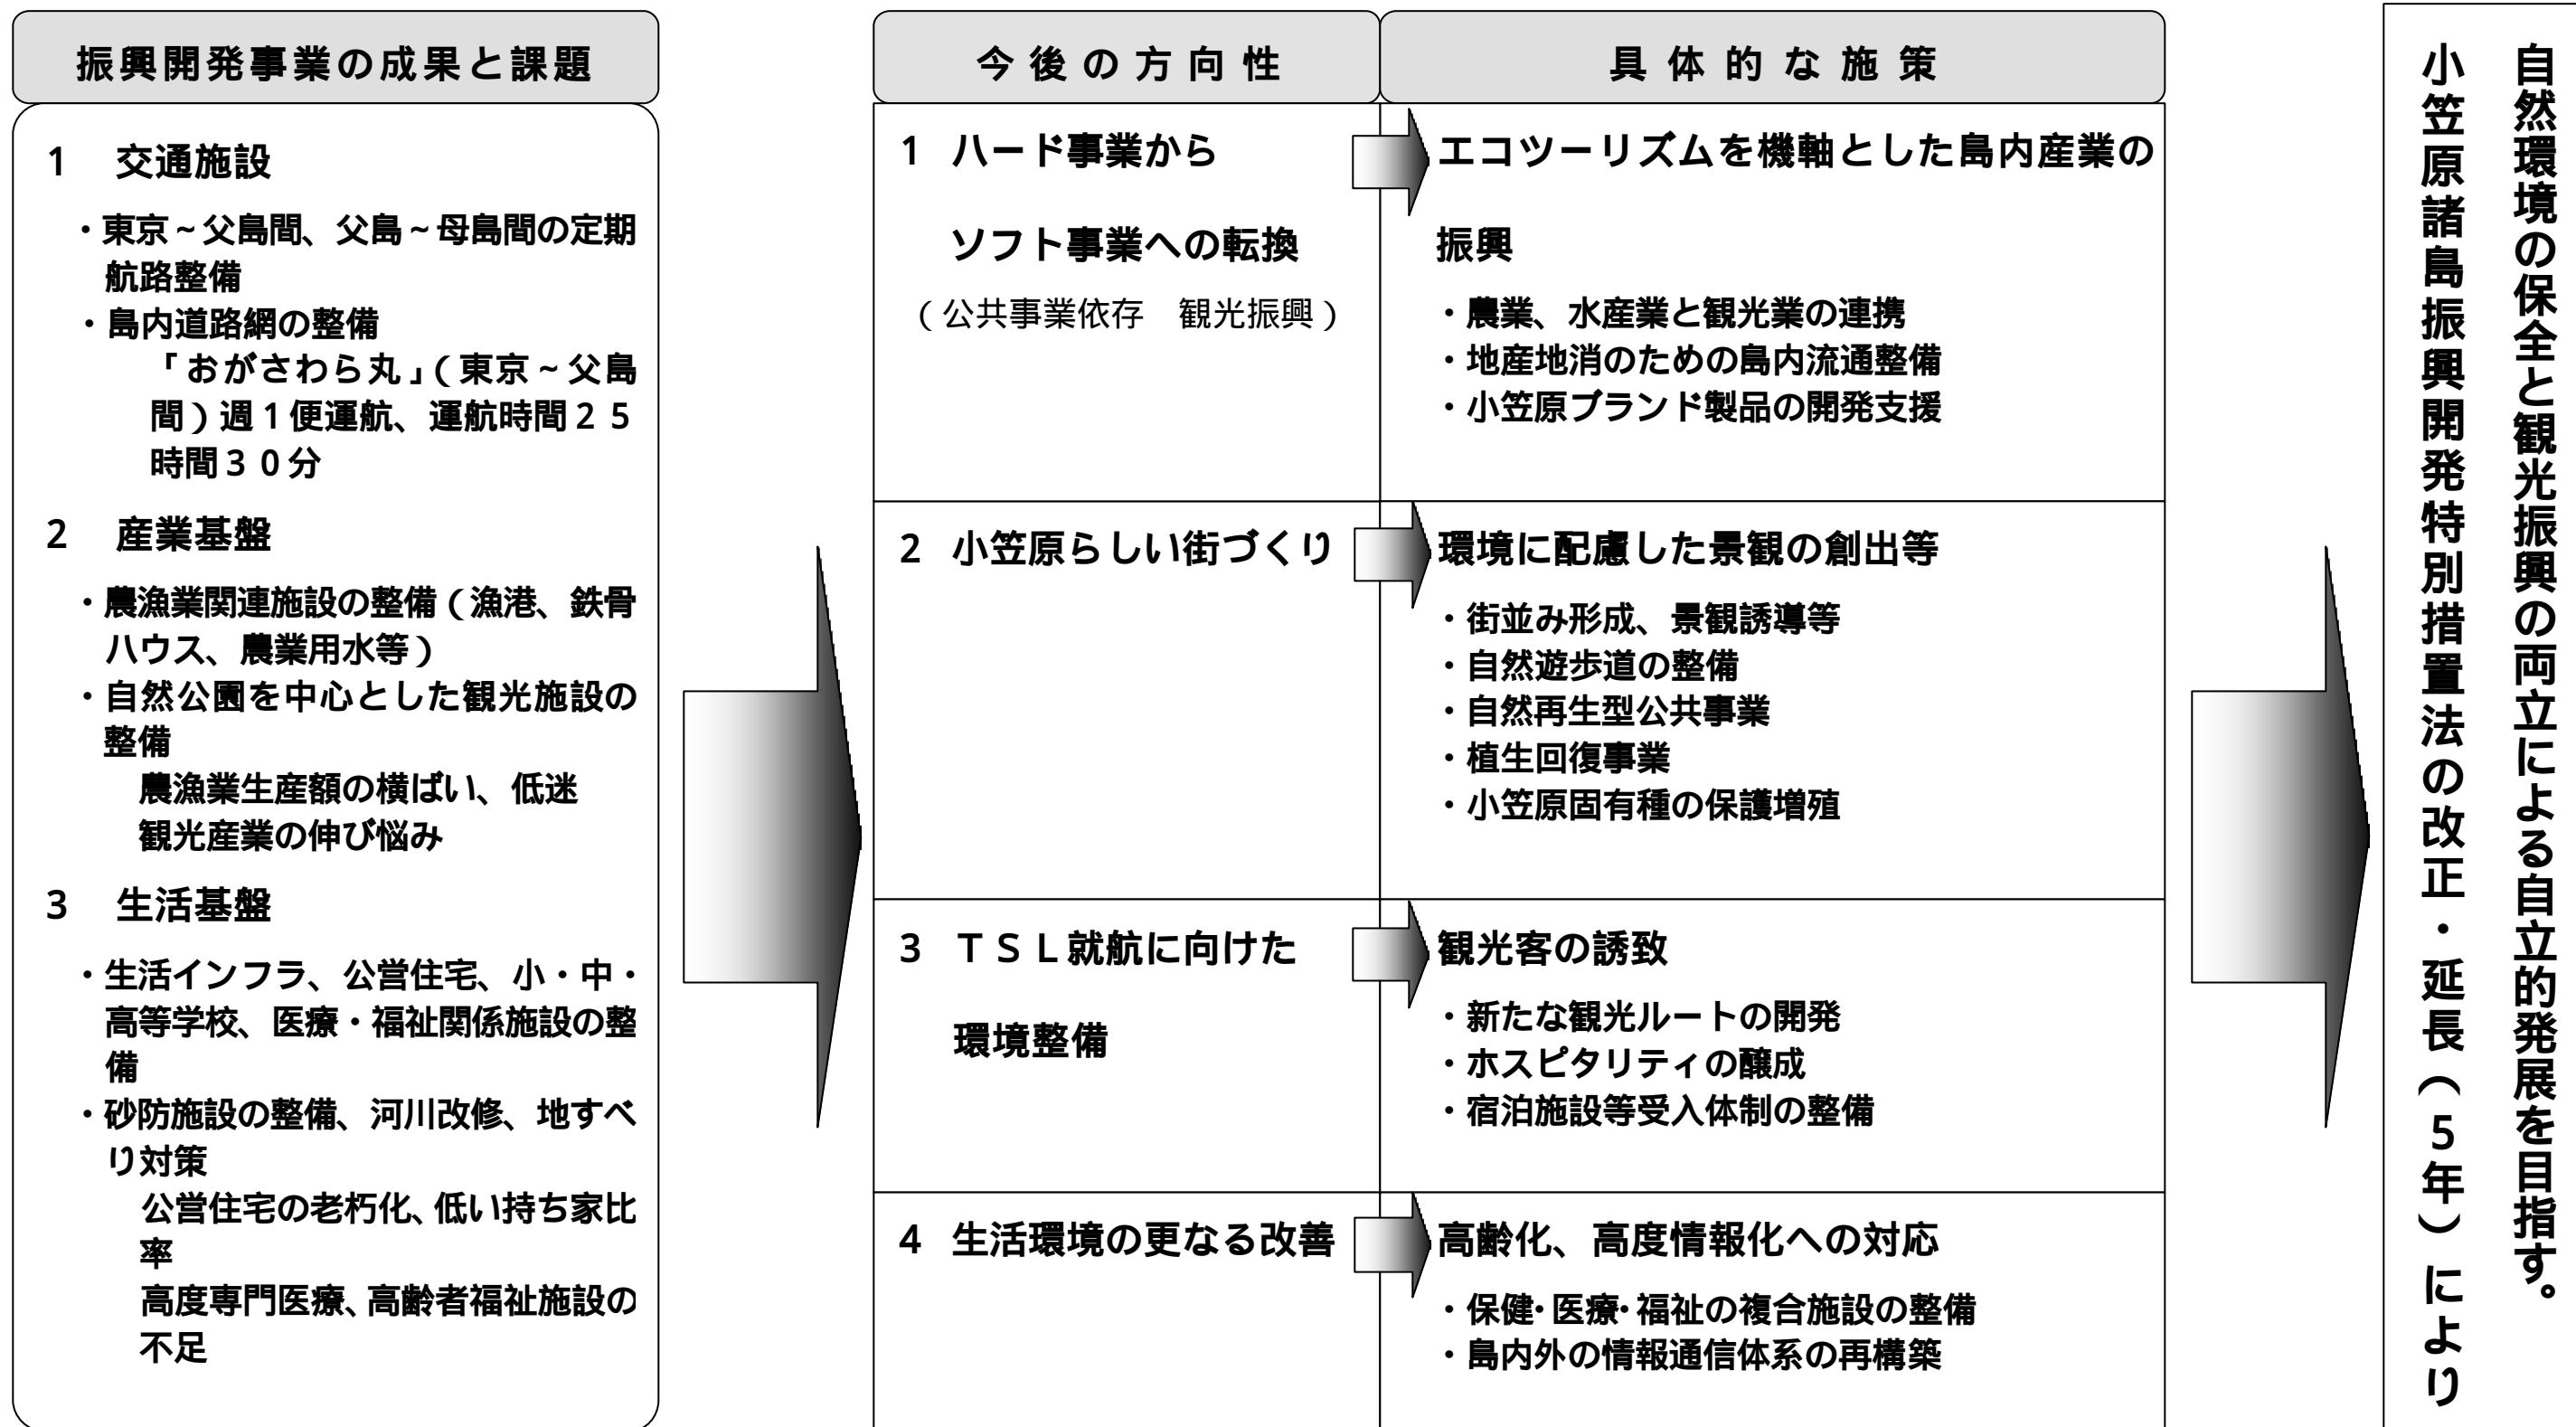 振興開発事業の成果と課題
1 交通施設
・東京～父島間、父島～母島間の定期
航路整備
・島内道路網の整備
「おがさわら丸」(東京～父島
間)週1便運航、運航時間25
時間30分
2 産業基盤
・農漁業関連施設の整備(漁港、鉄骨
ハウス、農業用水等)
・自然公園を中心とした観光施設の
整備
農漁業生産額の横ばい、低迷
観光産業の伸び悩み
3 生活基盤
・生活インフラ、公営住宅、小・中・
高等学校、医療・福祉関係施設の整
備
・砂防施設の整備、河川改修、地すべ
り対策
公営住宅の老朽化、低い持ち家比
率
高度専門医療、高齢者福祉施設の
不足
今後の方向性
具体的な施策
1 ハード事業から
ソフト事業への転換
(公共事業依存 観光振興)
エコツーリズムを機軸とした島内産業の
振興
・農業、水産業と観光業の連携
・地産地消のための島内流通整備
・小笠原ブランド製品の開発支援
2 小笠原らしい街づくり
環境に配慮した景観の創出等
・街並み形成、景観誘導等
・自然遊歩道の整備
・自然再生型公共事業
・植生回復事業
・小笠原固有種の保護増殖
3 TSL就航に向けた
環境整備
観光客の誘致
・新たな観光ルートの開発
・ホスピタリティの醸成
・宿泊施設等受入体制の整備
4 生活環境の更なる改善
高齢化、高度情報化への対応
・保健・医療・福祉の複合施設の整備
・島内外の情報通信体系の再構築
自然環境の保全と観光振興の両立による自立的発展を目指す。
小笠原諸島振興開発特別措置法の改正・延長(5年)により